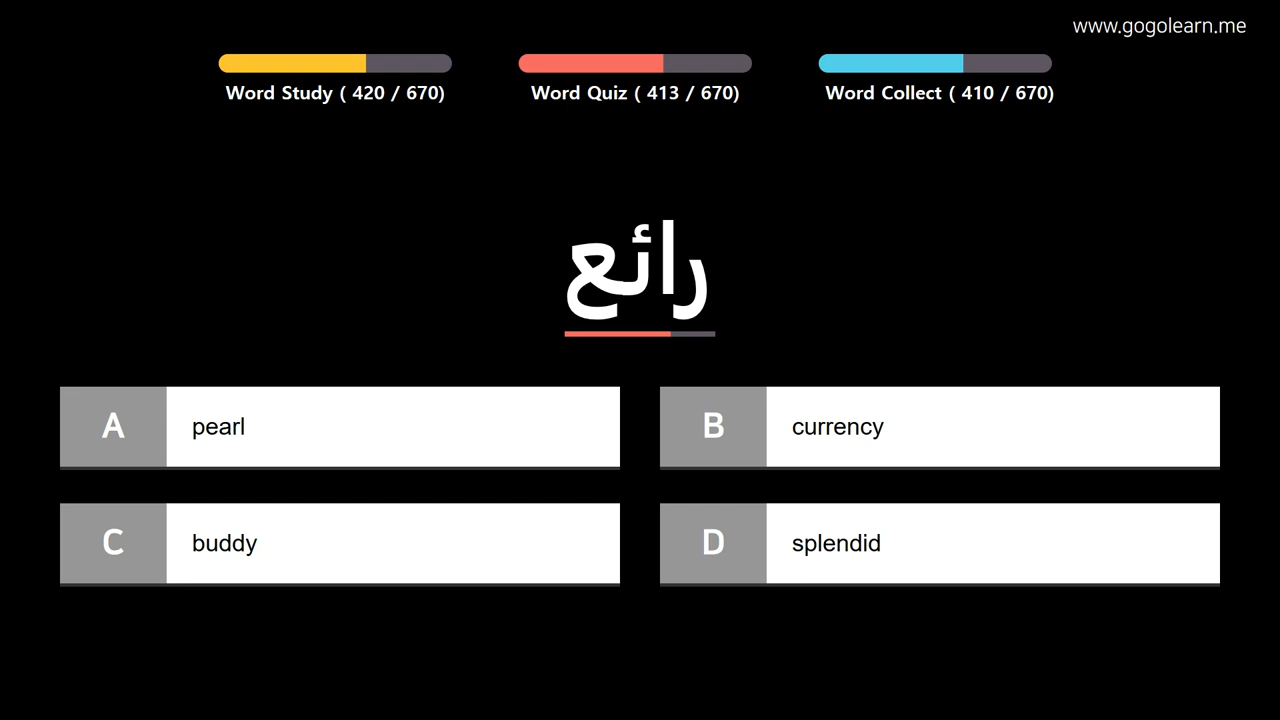 www.gogolearn.me
Word Study ( 420 / 670)
Word Quiz ( 413 / 670)
Word Collect ( 410 / 670)
رائع
A pearl
B currency
C buddy
D splendid